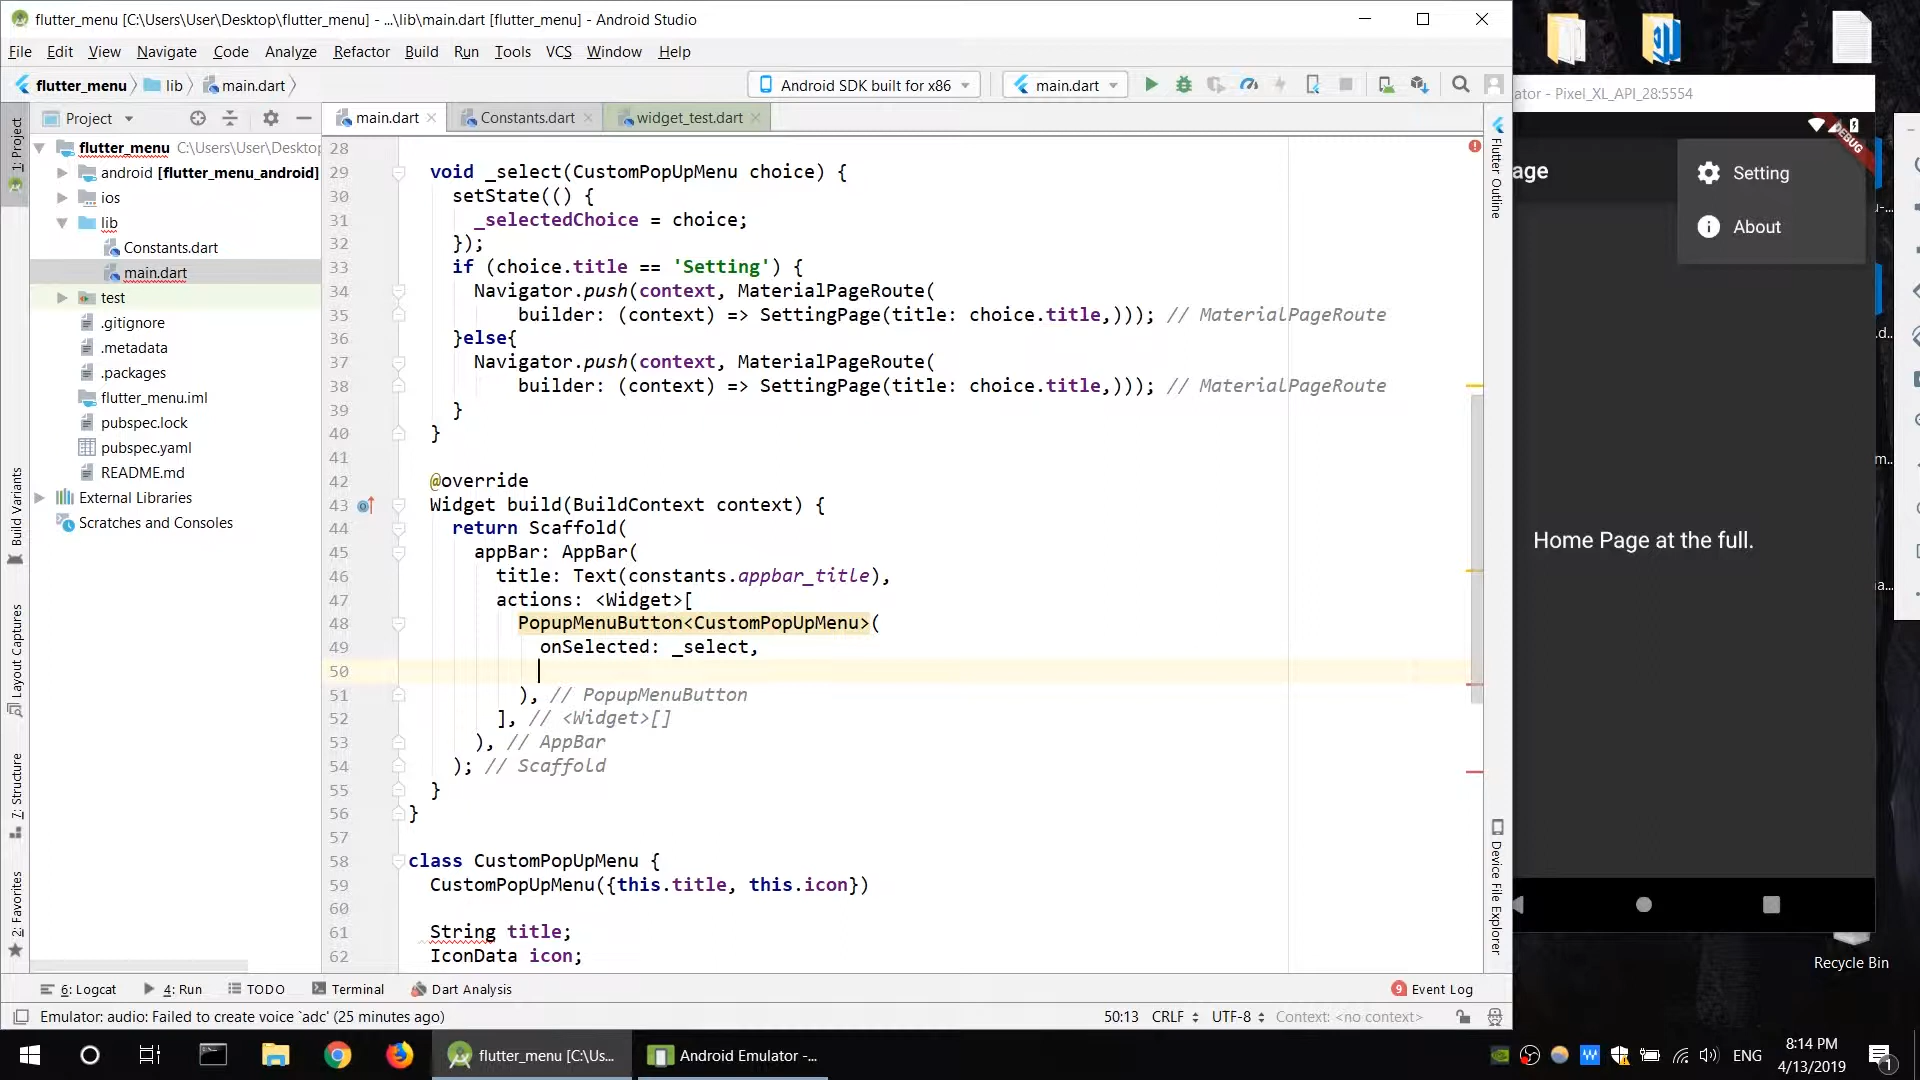 flutter_menu [C:\Users\User\Desktop\flutter_menu] - ...\lib\main.dart [flutter_menu] - Android Studio
File Edit View Navigate Code Analyze Refactor Build Run Tools VCS Window Help
flutter_menu lib main.dart Android SDK built for x86 main.dart
ator - Pixel_XL_API_28:5554
Project main.dart Constants.dart widget_test.dart
1: Project
Build Variants
Layout Captures
7: Structure
2: Favorites
flutter_menu C:\Users\User\Desktop
android [flutter_menu_android]
ios
lib
Constants.dart
main.dart
test
.gitignore
.metadata
.packages
flutter_menu.iml
pubspec.lock
pubspec.yaml
README.md
External Libraries
Scratches and Consoles
28
29 void _select(CustomPopUpMenu choice) {
30 setState(() {
31 _selectedChoice = choice;
32 });
33 if (choice.title == 'Setting') {
34 Navigator.push(context, MaterialPageRoute(
35 builder: (context) => SettingPage(title: choice.title,))); // MaterialPageRoute
36 }else{
37 Navigator.push(context, MaterialPageRoute(
38 builder: (context) => SettingPage(title: choice.title,))); // MaterialPageRoute
39 }
40 }
41
42 @override
43 Widget build(BuildContext context) {
44 return Scaffold(
45 appBar: AppBar(
46 title: Text(constants.appbar_title),
47 actions: <Widget>[
48 PopupMenuButton<CustomPopUpMenu>(
49 onSelected: _select,
50
51 ), // PopupMenuButton
52 ], // <Widget>[]
53 ), // AppBar
54 ); // Scaffold
55 }
56 }
57
58 class CustomPopUpMenu {
59 CustomPopUpMenu({this.title, this.icon})
60
61 String title;
62 IconData icon;
Flutter Outline
Device File Explorer
DEBUG
age
Setting
About
Home Page at the full.
Recycle Bin
6: Logcat 4: Run TODO Terminal Dart Analysis 9 Event Log
Emulator: audio: Failed to create voice `adc' (25 minutes ago) 50:13 CRLF UTF-8 Context: <no context>
flutter_menu [C:\Us... Android Emulator -... ENG 8:14 PM
4/13/2019
1